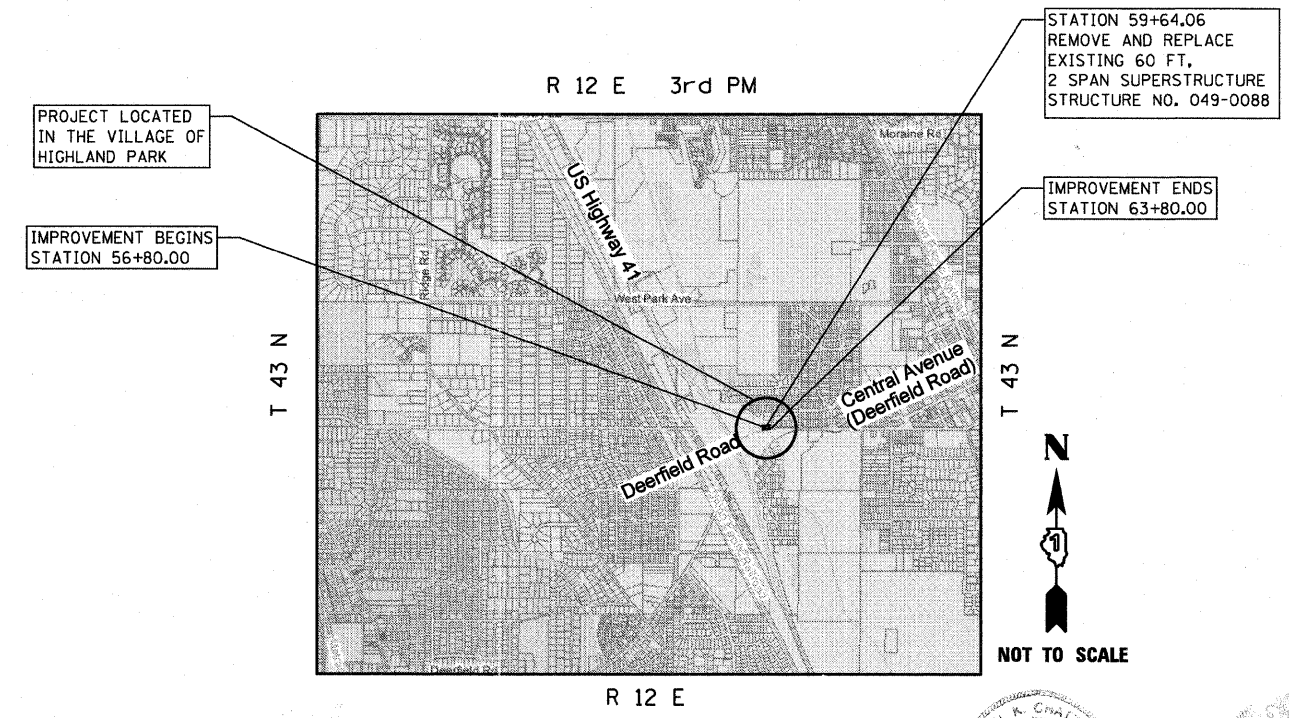 STATION 59+64.06
REMOVE AND REPLACE
EXISTING 60 FT,
2 SPAN SUPERSTRUCTURE
STRUCTURE NO. 049-0088
R 12 E 3rd PM
PROJECT LOCATED
IN THE VILLAGE OF
HIGHLAND PARK
Moraine Rd
US Highway 41
IMPROVEMENT ENDS
STATION 63+80.00
IMPROVEMENT BEGINS
STATION 56+80.00
Ridge Rd
West Park Ave
T 43 N
T 43 N
Central Avenue
(Deerfield Road)
Deerfield Road
N
1
NOT TO SCALE
Deerfield Rd
R 12 E
K.